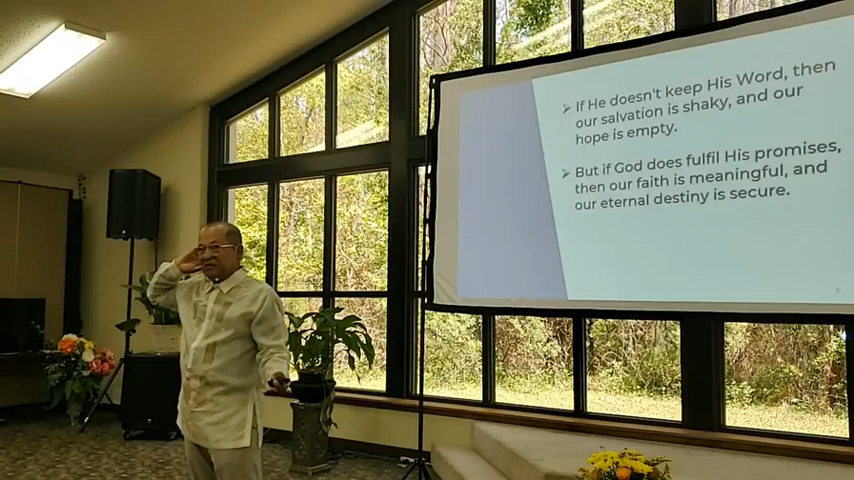 ➢ If He doesn't keep His Word, then
our salvation is shaky, and our
hope is empty.
➢ But if God does fulfil His promises,
then our faith is meaningful, and
our eternal destiny is secure.